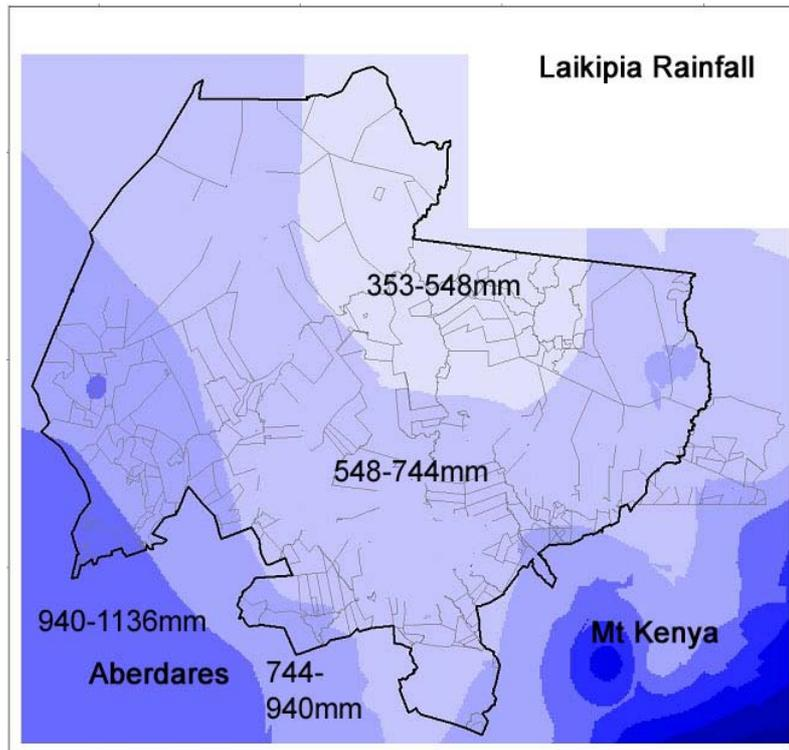 Laikipia Rainfall
353-548mm
548-744mm
940-1136mm
Mt Kenya
Aberdares
744-
940mm